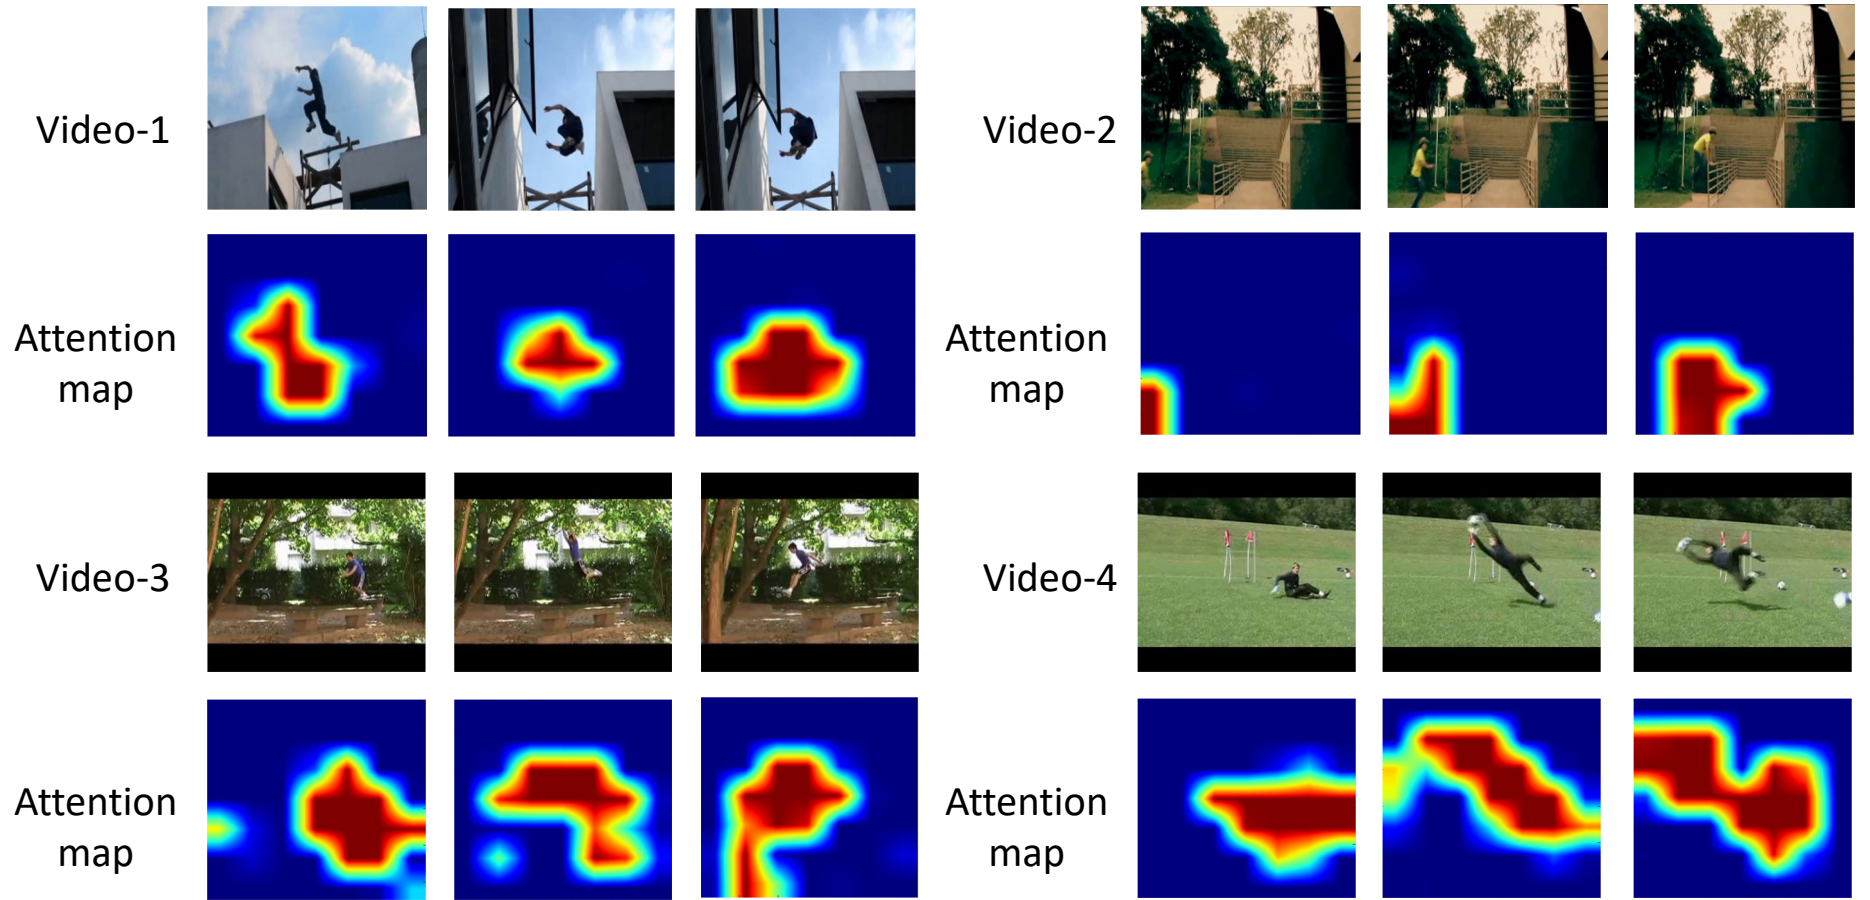 Video-1
Video-2
Attention
map
Attention
map
Video-3
Video-4
Attention
map
Attention
map